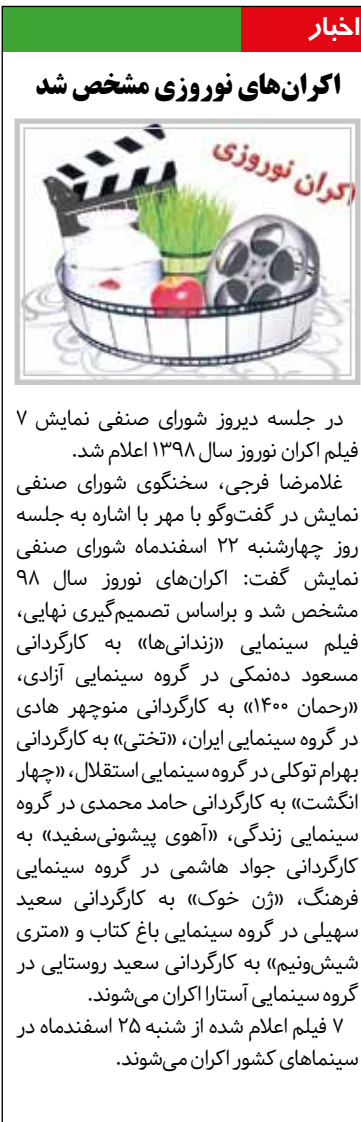 اخبار
اکران‌های نوروزی مشخص شد
اکران نوروزی
در جلسه دیروز شورای صنفی نمایش ۷
فیلم اکران نوروز سال ۱۳۹۸ اعلام شد.
غلامرضا فرجی، سخنگوی شورای صنفی
نمایش در گفت‌وگو با مهر با اشاره به جلسه
روز چهارشنبه ۲۲ اسفندماه شورای صنفی
نمایش گفت: اکران‌های نوروز سال ۹۸
مشخص شد و براساس تصمیم‌گیری نهایی،
فیلم سینمایی «زندانی‌ها» به کارگردانی
مسعود ده‌نمکی در گروه سینمایی آزادی،
«رحمان ۱۴۰۰» به کارگردانی منوچهر هادی
در گروه سینمایی ایران، «تختی» به کارگردانی
بهرام توکلی در گروه سینمایی استقلال، «چهار
انگشت» به کارگردانی حامد محمدی در گروه
سینمایی زندگی، «آهوی پیشونی‌سفید» به
کارگردانی جواد هاشمی در گروه سینمایی
فرهنگ، «ژن خوک» به کارگردانی سعید
سهیلی در گروه سینمایی باغ کتاب و «متری
شیش‌ونیم» به کارگردانی سعید روستایی در
گروه سینمایی آستارا اکران می‌شوند.
۷ فیلم اعلام شده از شنبه ۲۵ اسفندماه در
سینماهای کشور اکران می‌شوند.